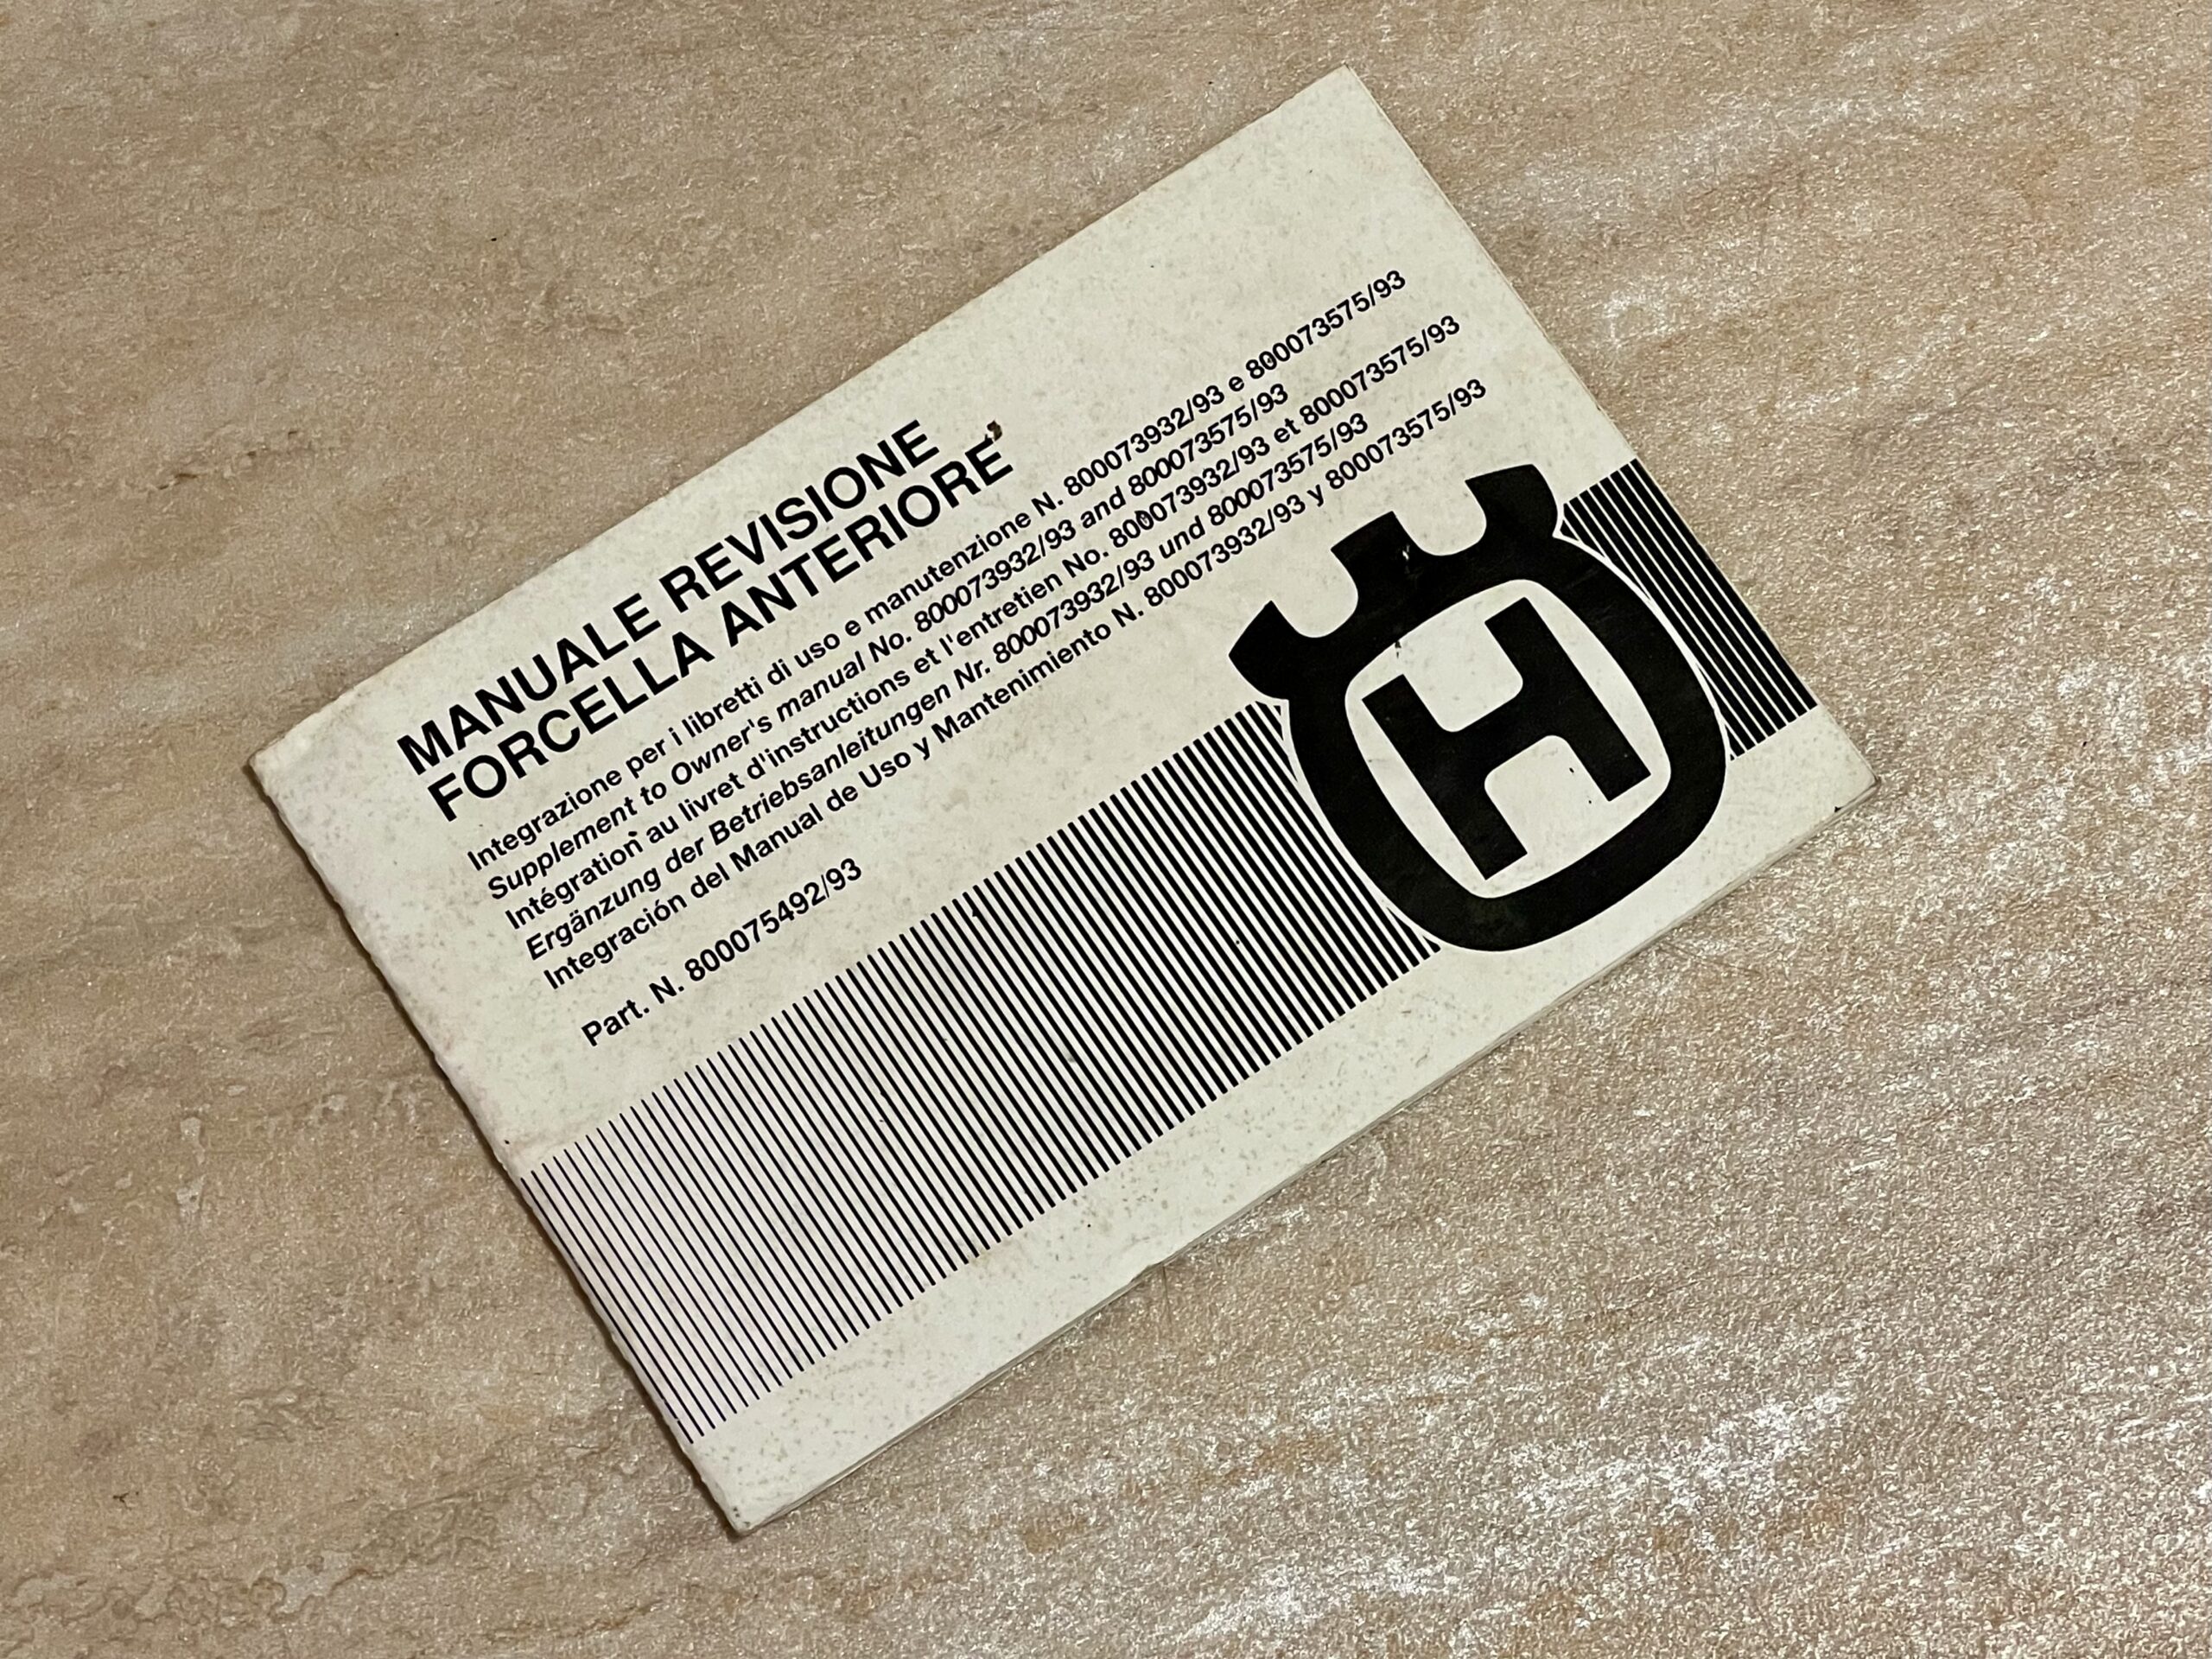 MANUALE REVISIONE
FORCELLA ANTERIORE
Integrazione per i libretti di uso e manutenzione N. 800073932/93 e 800073575/93
Supplement to Owner's manual No. 800073932/93 and 800073575/93
Intégration au livret d'instructions et l'entretien No. 800073932/93 et 800073575/93
Ergänzung der Betriebsanleitungen Nr. 800073932/93 und 800073575/93
Integración del Manual de Uso y Mantenimiento N. 800073932/93 y 800073575/93
Part. N. 800075492/93
H